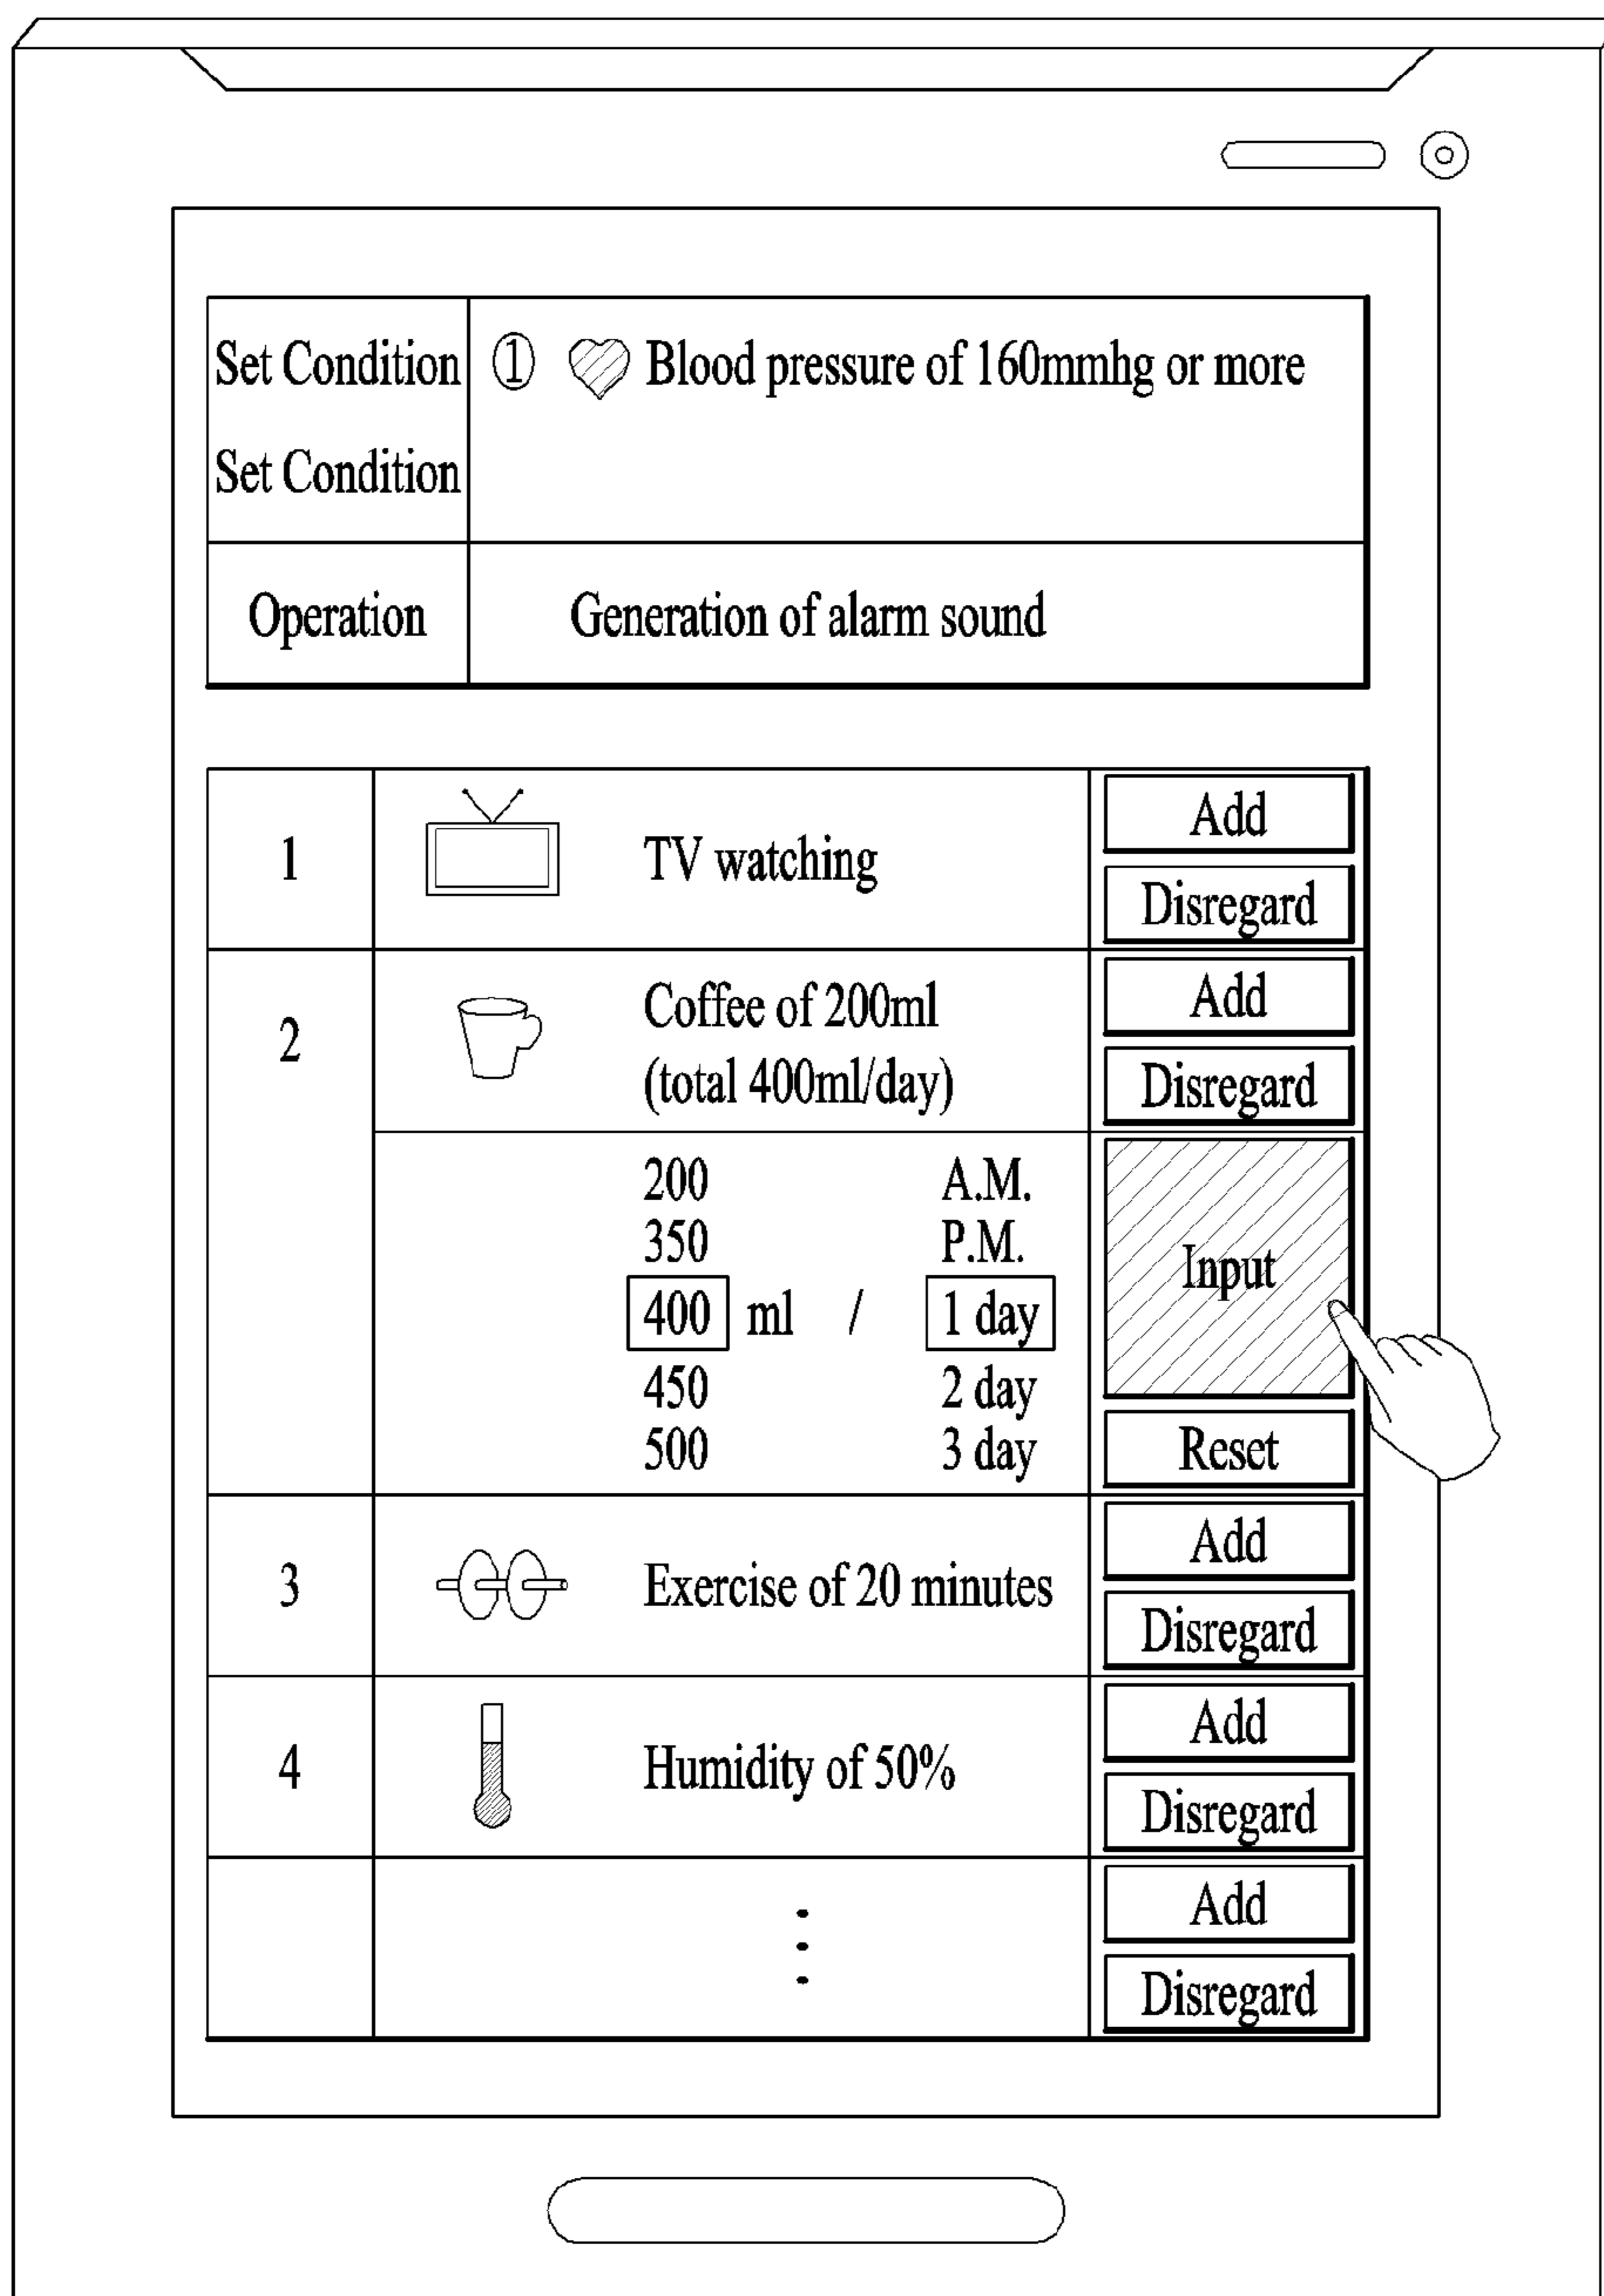 Set Condition ① Blood pressure of 160mmhg or more
Set Condition
Operation Generation of alarm sound
1 TV watching Add
Disregard
2 Coffee of 200ml Add
(total 400ml/day) Disregard
200 A.M.
350 P.M.
Input
400 ml / 1 day
450 2 day
500 3 day Reset
3 Exercise of 20 minutes Add
Disregard
4 Humidity of 50% Add
Disregard
Add
Disregard